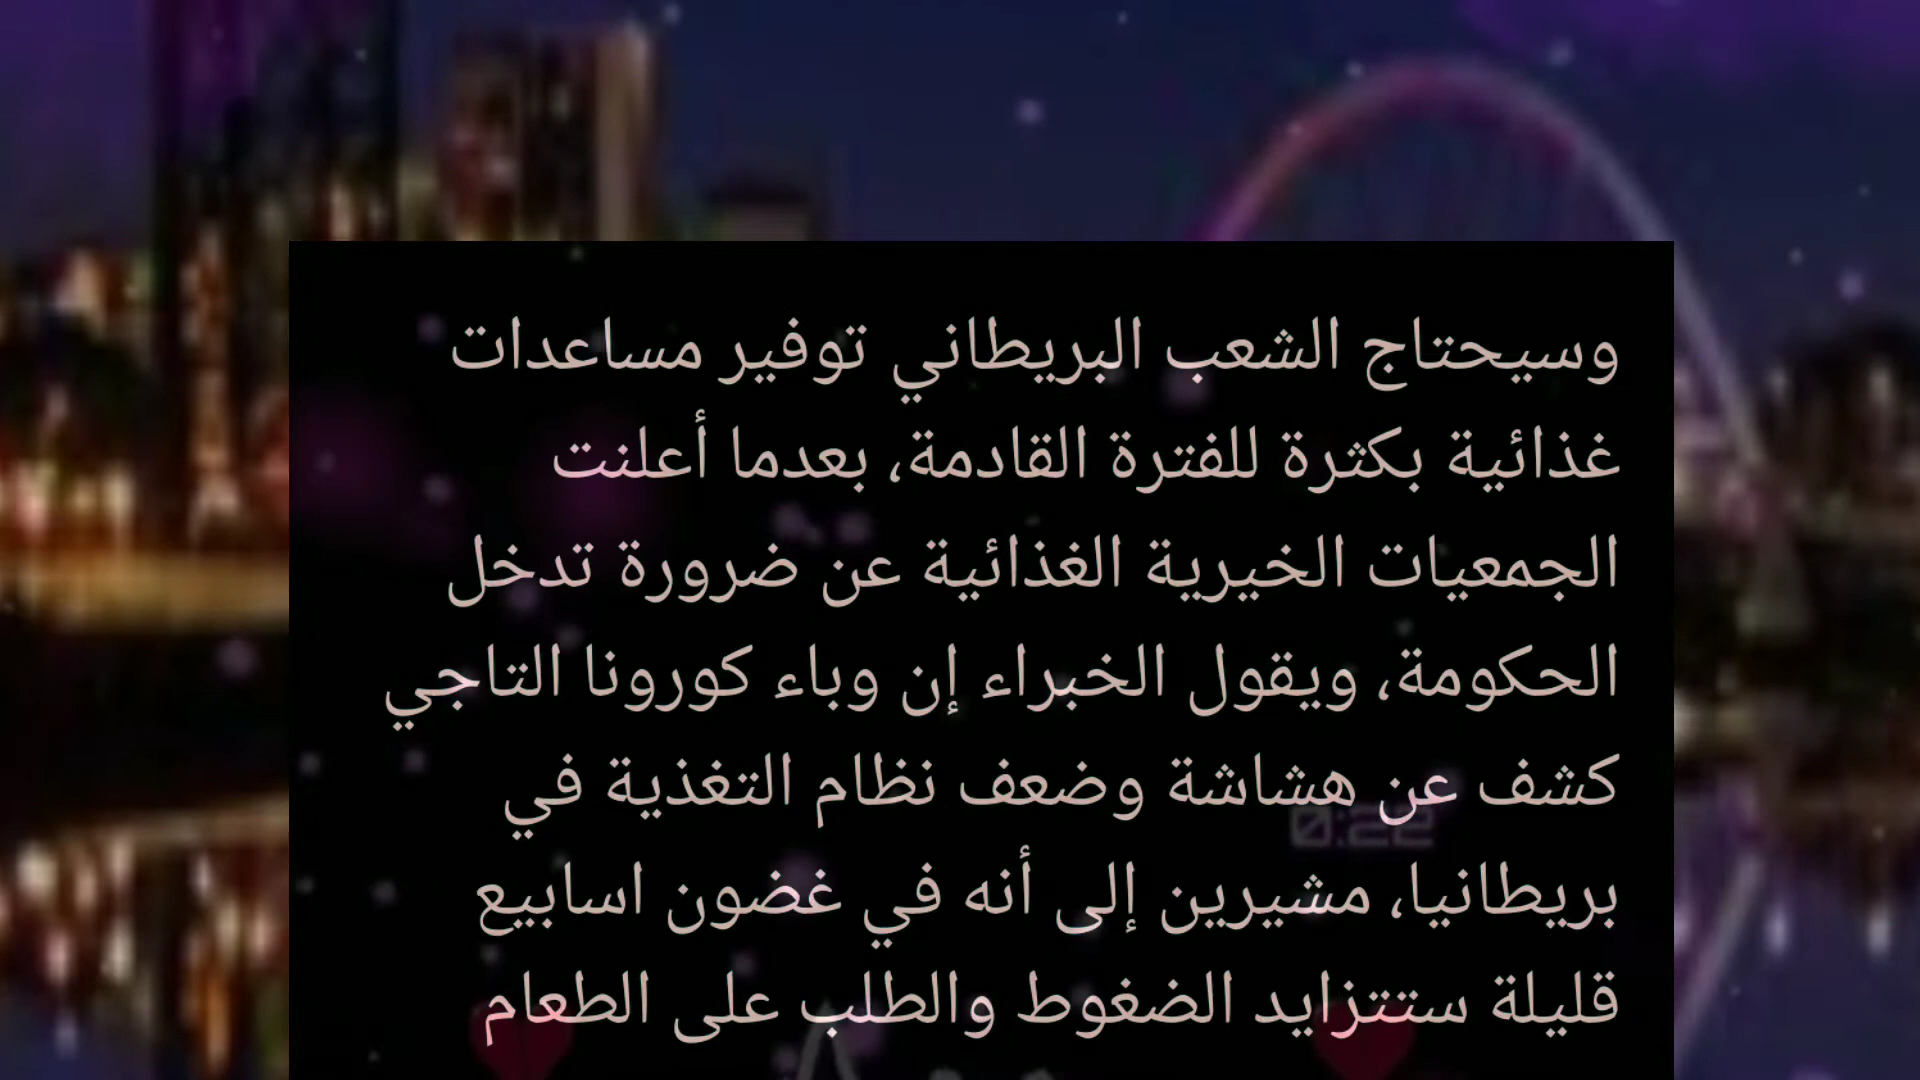 وسيحتاج الشعب البريطاني توفير مساعدات
غذائية بكثرة للفترة القادمة، بعدما أعلنت
الجمعيات الخيرية الغذائية عن ضرورة تدخل
الحكومة، ويقول الخبراء إن وباء كورونا التاجي
كشف عن هشاشة وضعف نظام التغذية في
0:22
بريطانيا، مشيرين إلى أنه في غضون اسابيع
قليلة ستتزايد الضغوط والطلب على الطعام